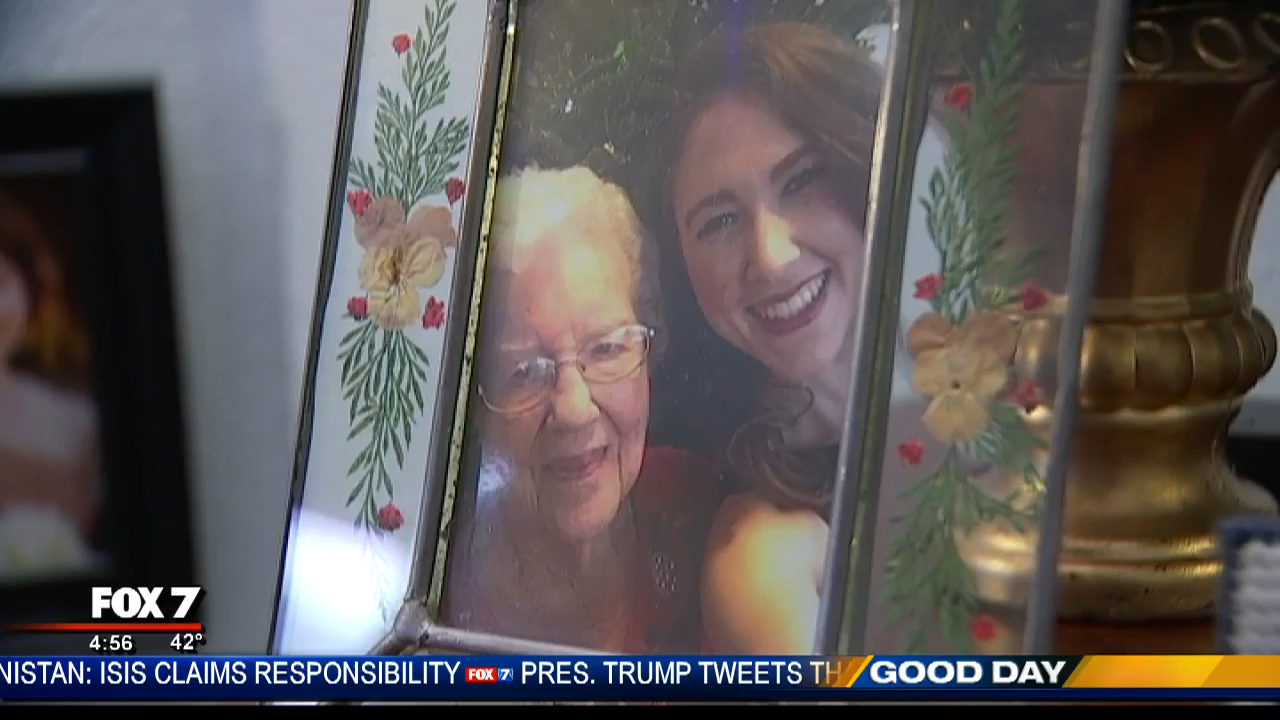 FOX 7
4:56 42°
NISTAN: ISIS CLAIMS RESPONSIBILITY FOX 7 PRES. TRUMP TWEETS TH
GOOD DAY